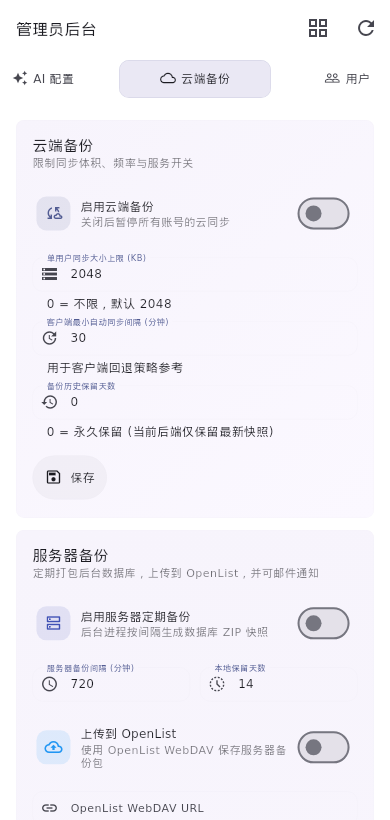 管理员后台
AI 配置
云端备份
用户
云端备份
限制同步体积、频率与服务开关
启用云端备份
关闭后暂停所有账号的云同步
单用户同步大小上限 (KB)
2048
0 = 不限，默认 2048
客户端最小自动同步间隔 (分钟)
30
用于客户端回退策略参考
备份历史保留天数
0
0 = 永久保留 (当前后端仅保留最新快照)
保存
服务器备份
定期打包后台数据库，上传到 OpenList，并可邮件通知
启用服务器定期备份
后台进程按间隔生成数据库 ZIP 快照
服务器备份间隔 (分钟)
720
本地保留天数
14
上传到 OpenList
使用 OpenList WebDAV 保存服务器备
份包
OpenList WebDAV URL